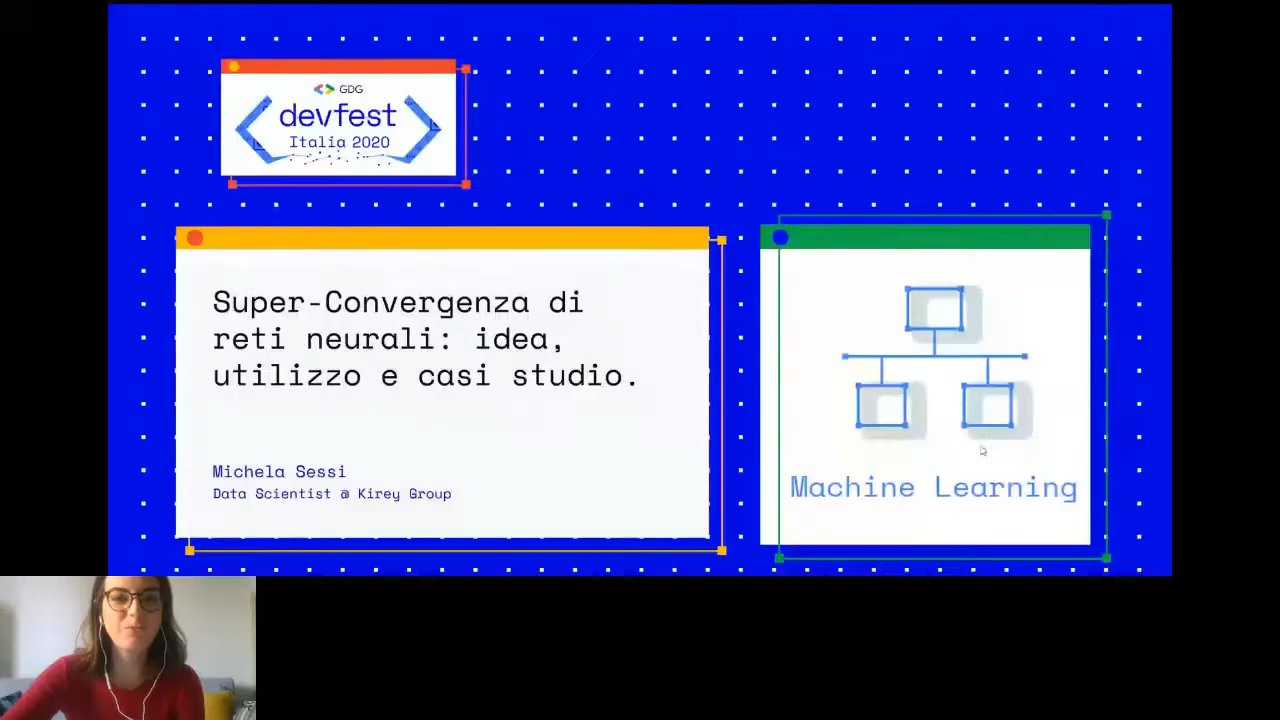 GDG
devfest
Italia 2020
Super-Convergenza di
reti neurali: idea,
utilizzo e casi studio.
Michela Sessi
Data Scientist @ Kirey Group
Machine Learning